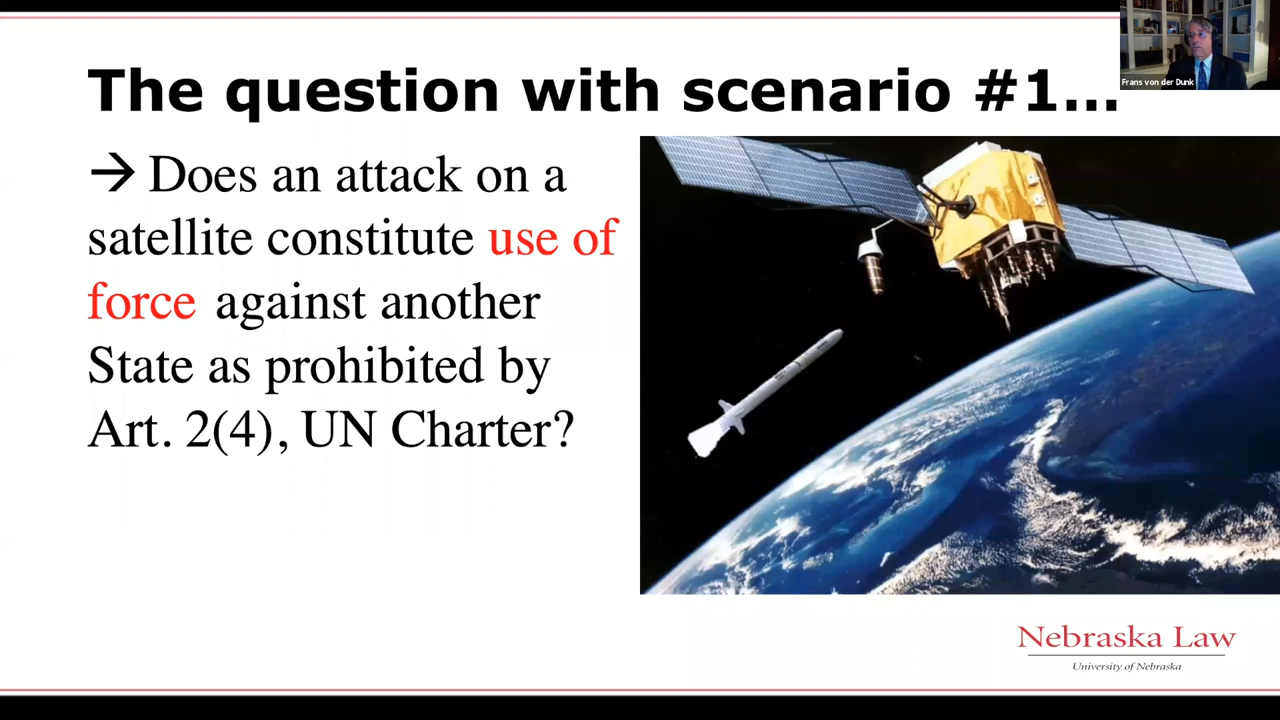 The question with scenario #1...
Frans von der Dunk
→ Does an attack on a
satellite constitute use of
force against another
State as prohibited by
Art. 2(4), UN Charter?
Nebraska Law
University of Nebraska